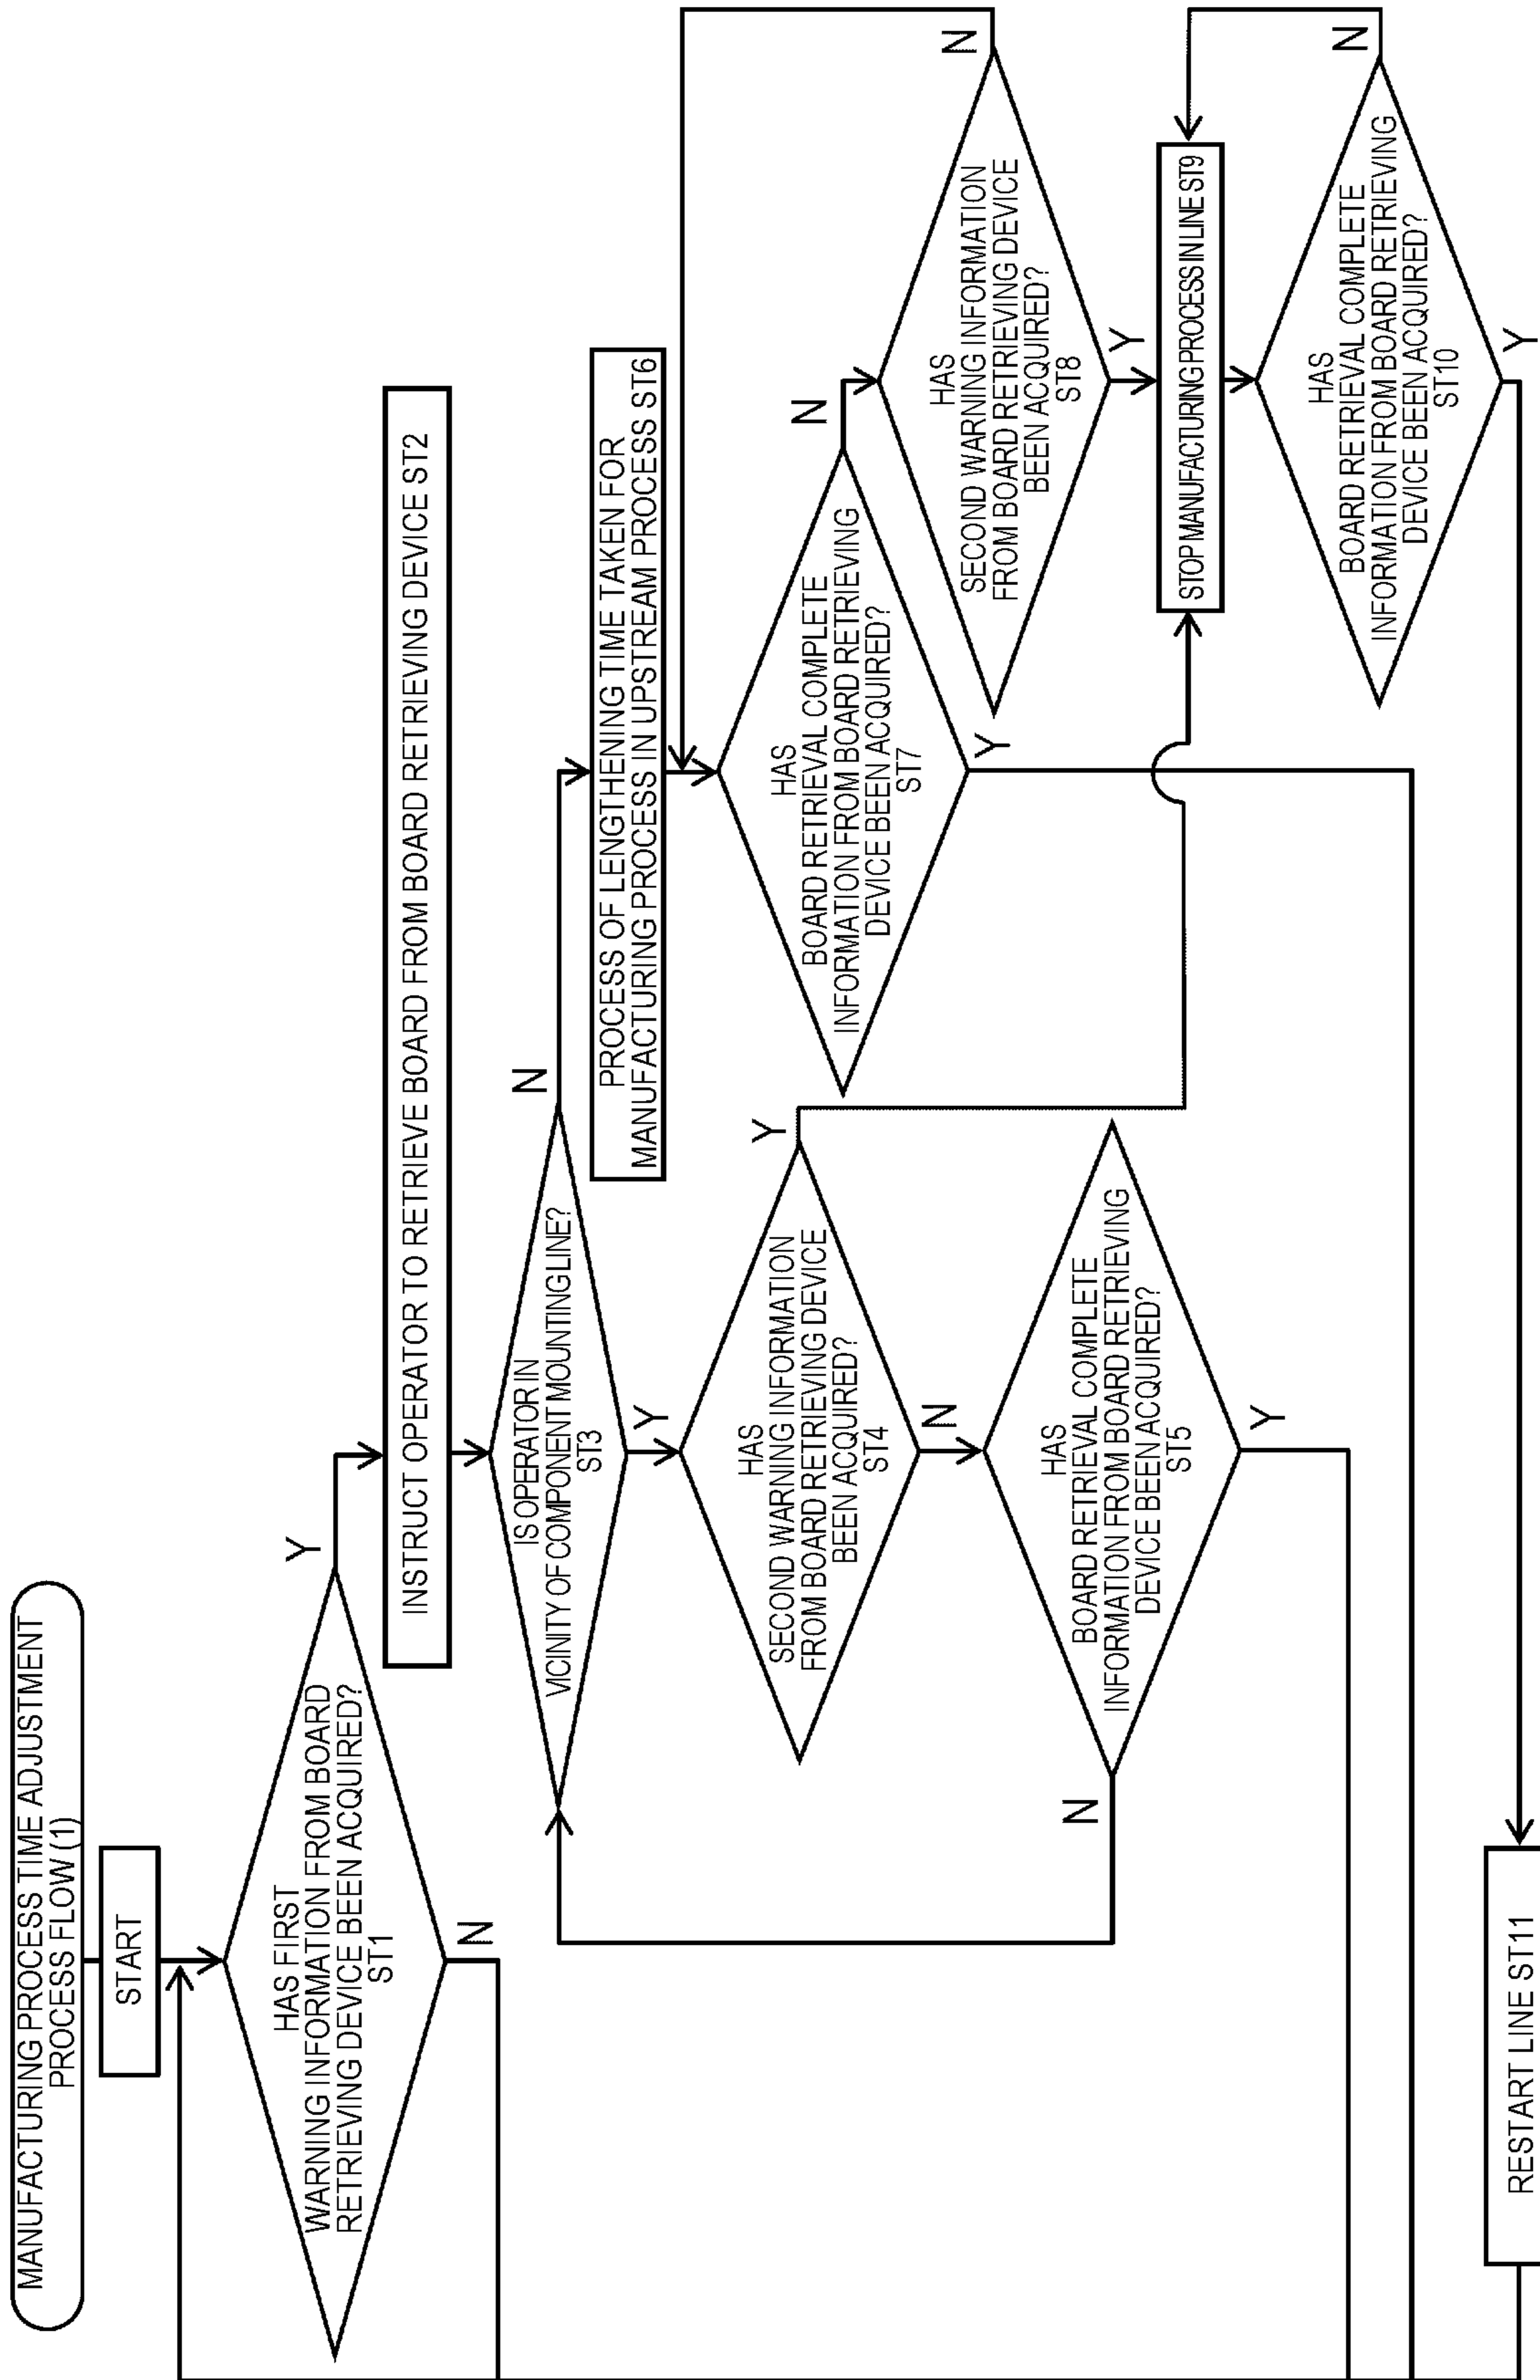 MANUFACTURING PROCESS TIME ADJUSTMENT
PROCESS FLOW (1)
START
HAS FIRST
WARNING INFORMATION FROM BOARD
RETRIEVING DEVICE BEEN ACQUIRED?
ST1
Y
N
INSTRUCT OPERATOR TO RETRIEVE BOARD FROM BOARD RETRIEVING DEVICE ST2
IS OPERATOR IN
VICINITY OF COMPONENT MOUNTING LINE?
ST3
N
Y
HAS
SECOND WARNING INFORMATION
FROM BOARD RETRIEVING DEVICE
BEEN ACQUIRED?
ST4
Y
N
HAS
BOARD RETRIEVAL COMPLETE
INFORMATION FROM BOARD RETRIEVING
DEVICE BEEN ACQUIRED?
ST5
N
Y
PROCESS OF LENGTHENING TIME TAKEN FOR
MANUFACTURING PROCESS IN UPSTREAM PROCESS ST6
HAS
BOARD RETRIEVAL COMPLETE
INFORMATION FROM BOARD RETRIEVING
DEVICE BEEN ACQUIRED?
ST7
N
Y
HAS
SECOND WARNING INFORMATION
FROM BOARD RETRIEVING DEVICE
BEEN ACQUIRED?
ST8
N
Y
STOP MANUFACTURING PROCESS IN LINE ST9
HAS
BOARD RETRIEVAL COMPLETE
INFORMATION FROM BOARD RETRIEVING
DEVICE BEEN ACQUIRED?
ST10
N
Y
RESTART LINE ST11